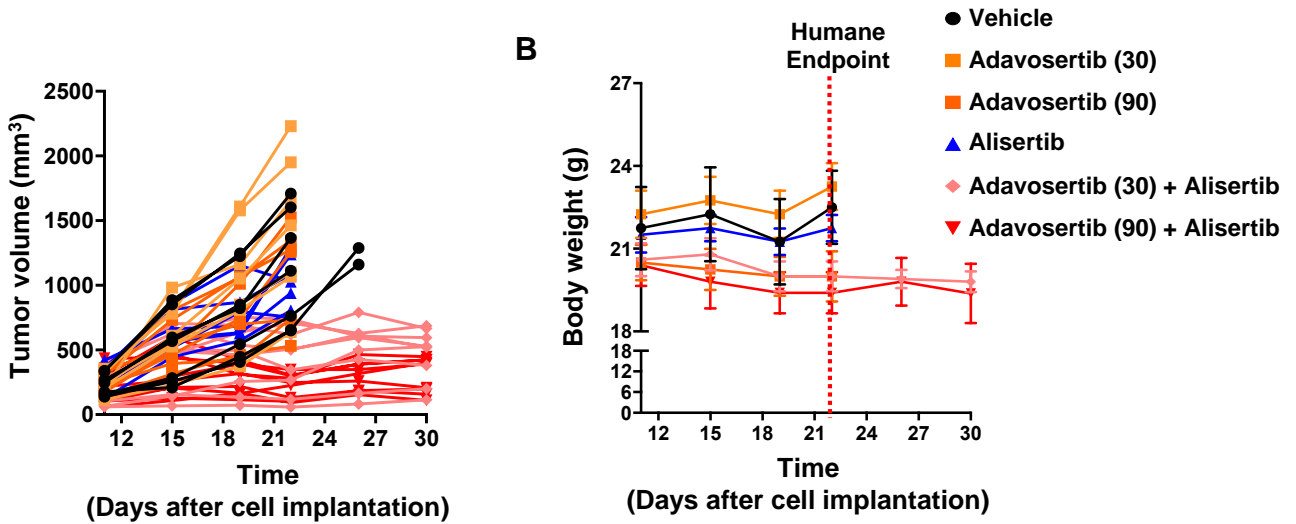 Tumor volume (mm³)
2500
2000
1500
1000
500
0
12 15 18 21 24 27 30
Time
(Days after cell implantation)
B
Humane
Endpoint
Body weight (g)
27
24
21
18
18
12
6
0
12 15 18 21 24 27 30
Time
(Days after cell implantation)
Vehicle
Adavosertib (30)
Adavosertib (90)
Alisertib
Adavosertib (30) + Alisertib
Adavosertib (90) + Alisertib